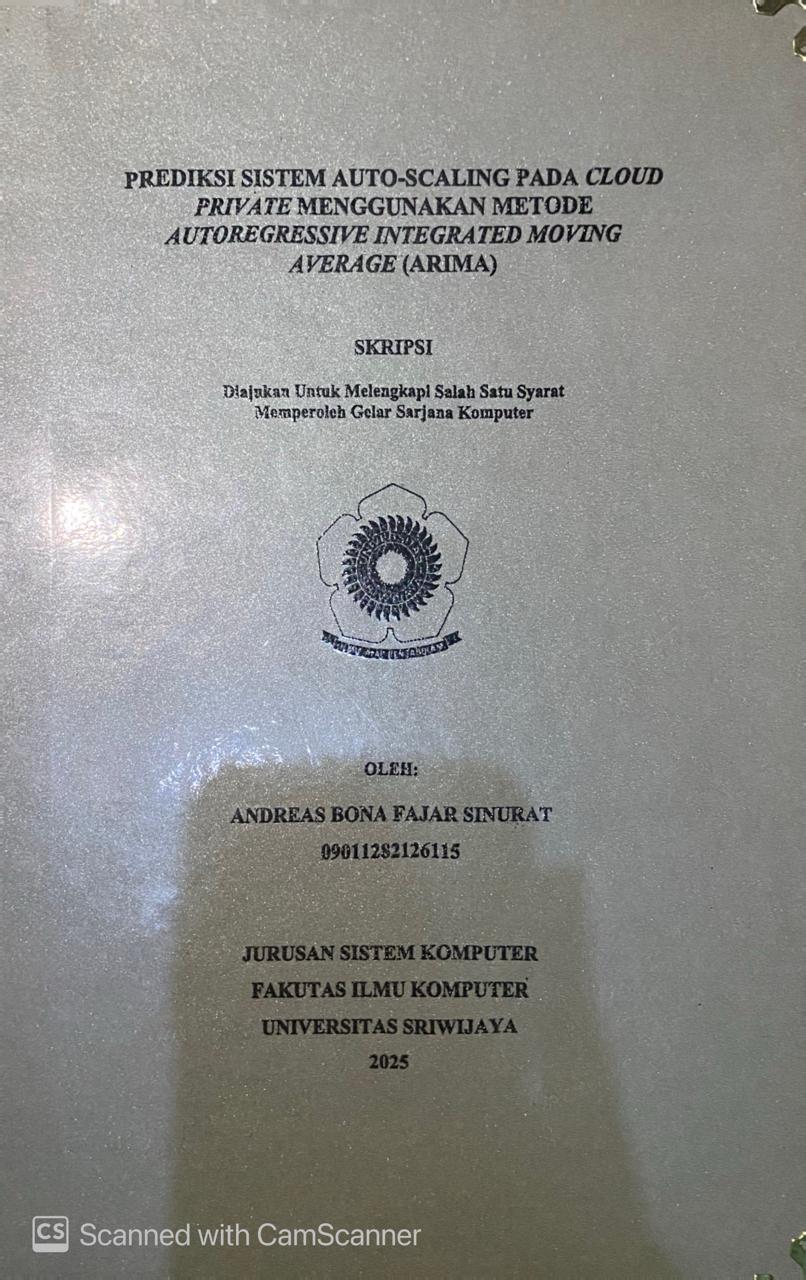 PREDIKSI SISTEM AUTO-SCALING PADA CLOUD
PRIVATE MENGGUNAKAN METODE
AUTOREGRESSIVE INTEGRATED MOVING
AVERAGE (ARIMA)
SKRIPSI
Diajukan Untuk Melengkapi Salah Satu Syarat
Memperoleh Gelar Sarjana Komputer
OLEH:
ANDREAS BONA FAJAR SINURAT
09011282126115
JURUSAN SISTEM KOMPUTER
FAKUTAS ILMU KOMPUTER
UNIVERSITAS SRIWIJAYA
2025
CS Scanned with CamScanner